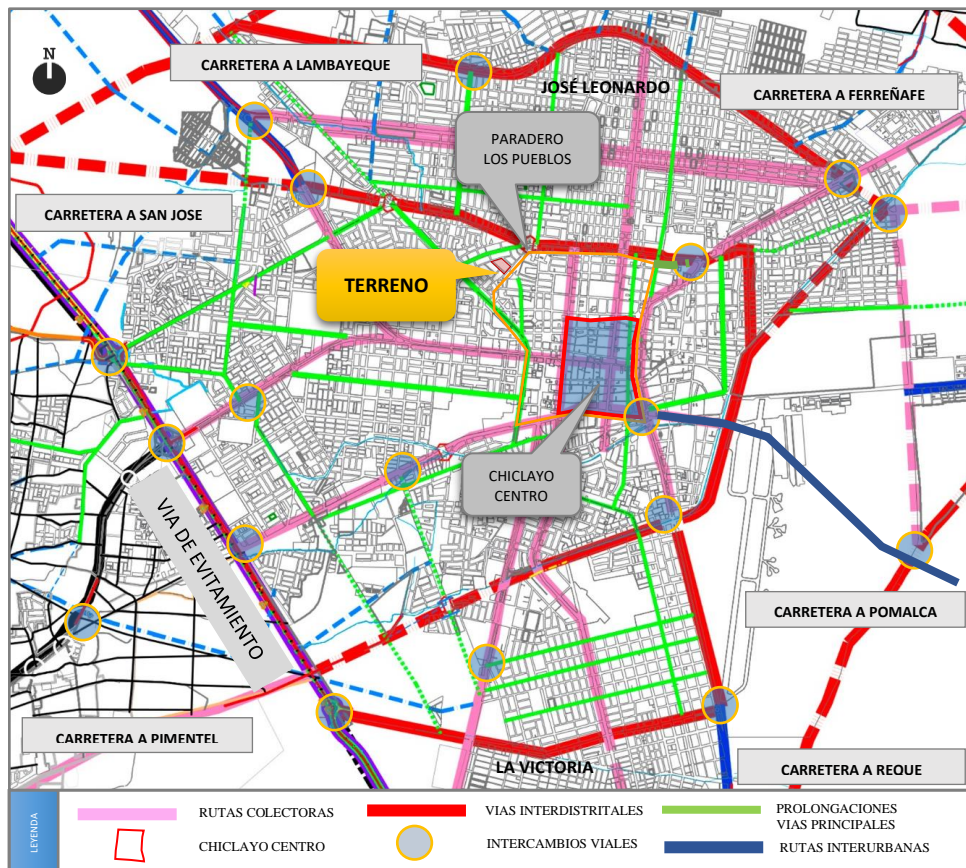 N
CARRETERA A LAMBAYEQUE
JOSÉ LEONARDO
CARRETERA A FERREÑAFE
PARADERO
LOS PUEBLOS
CARRETERA A SAN JOSE
TERRENO
CHICLAYO
CENTRO
VIA DE EVITAMIENTO
CARRETERA A POMALCA
CARRETERA A PIMENTEL
LA VICTORIA
CARRETERA A REQUE
LEYENDA
RUTAS COLECTORAS
VIAS INTERDISTRITALES
PROLONGACIONES
VIAS PRINCIPALES
CHICLAYO CENTRO
INTERCAMBIOS VIALES
RUTAS INTERURBANAS